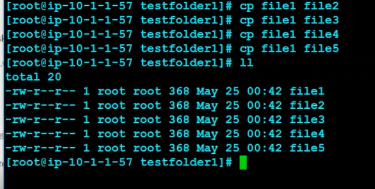 [root@ip-10-1-1-57 testfolder1]# cp file1 file2
[root@ip-10-1-1-57 testfolder1]# cp file1 file3
[root@ip-10-1-1-57 testfolder1]# cp file1 file4
[root@ip-10-1-1-57 testfolder1]# cp file1 file5
[root@ip-10-1-1-57 testfolder1]# ll
total 20
-rw-r--r-- 1 root root 368 May 25 00:42 file1
-rw-r--r-- 1 root root 368 May 25 00:42 file2
-rw-r--r-- 1 root root 368 May 25 00:42 file3
-rw-r--r-- 1 root root 368 May 25 00:42 file4
-rw-r--r-- 1 root root 368 May 25 00:42 file5
[root@ip-10-1-1-57 testfolder1]#